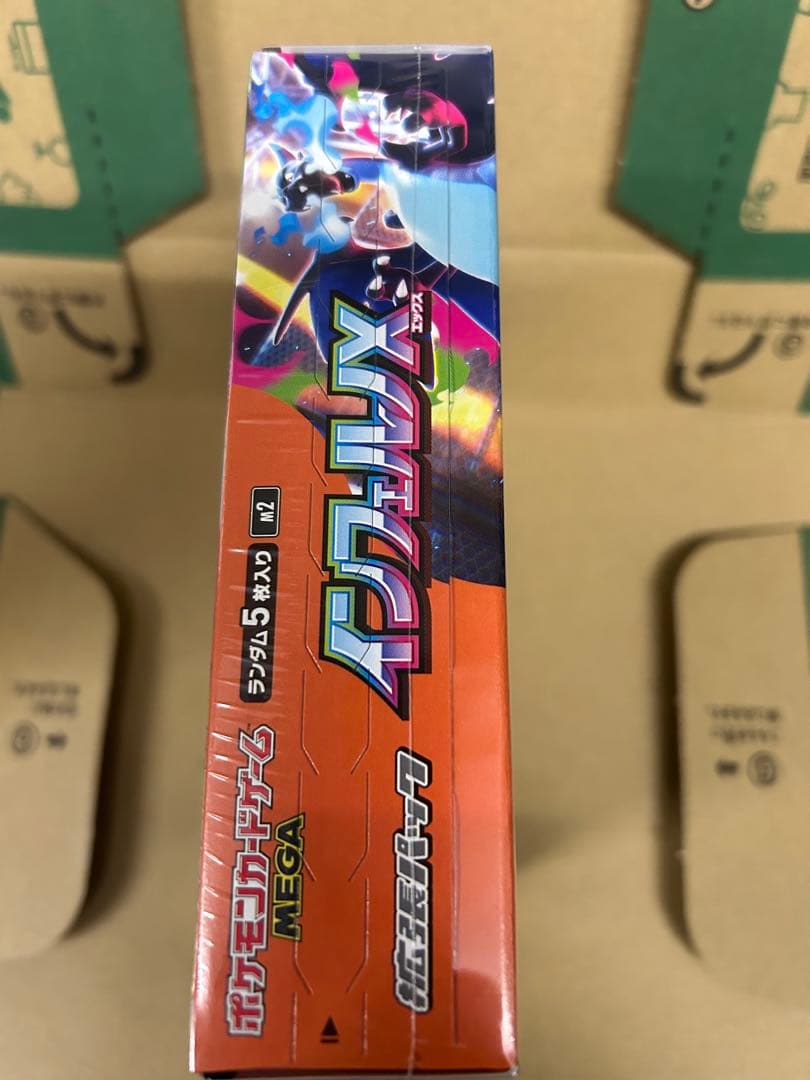 ポケモンカードゲーム
MEGA
ランダム5枚入り
M2
拡張パック
インフェルノX
エックス